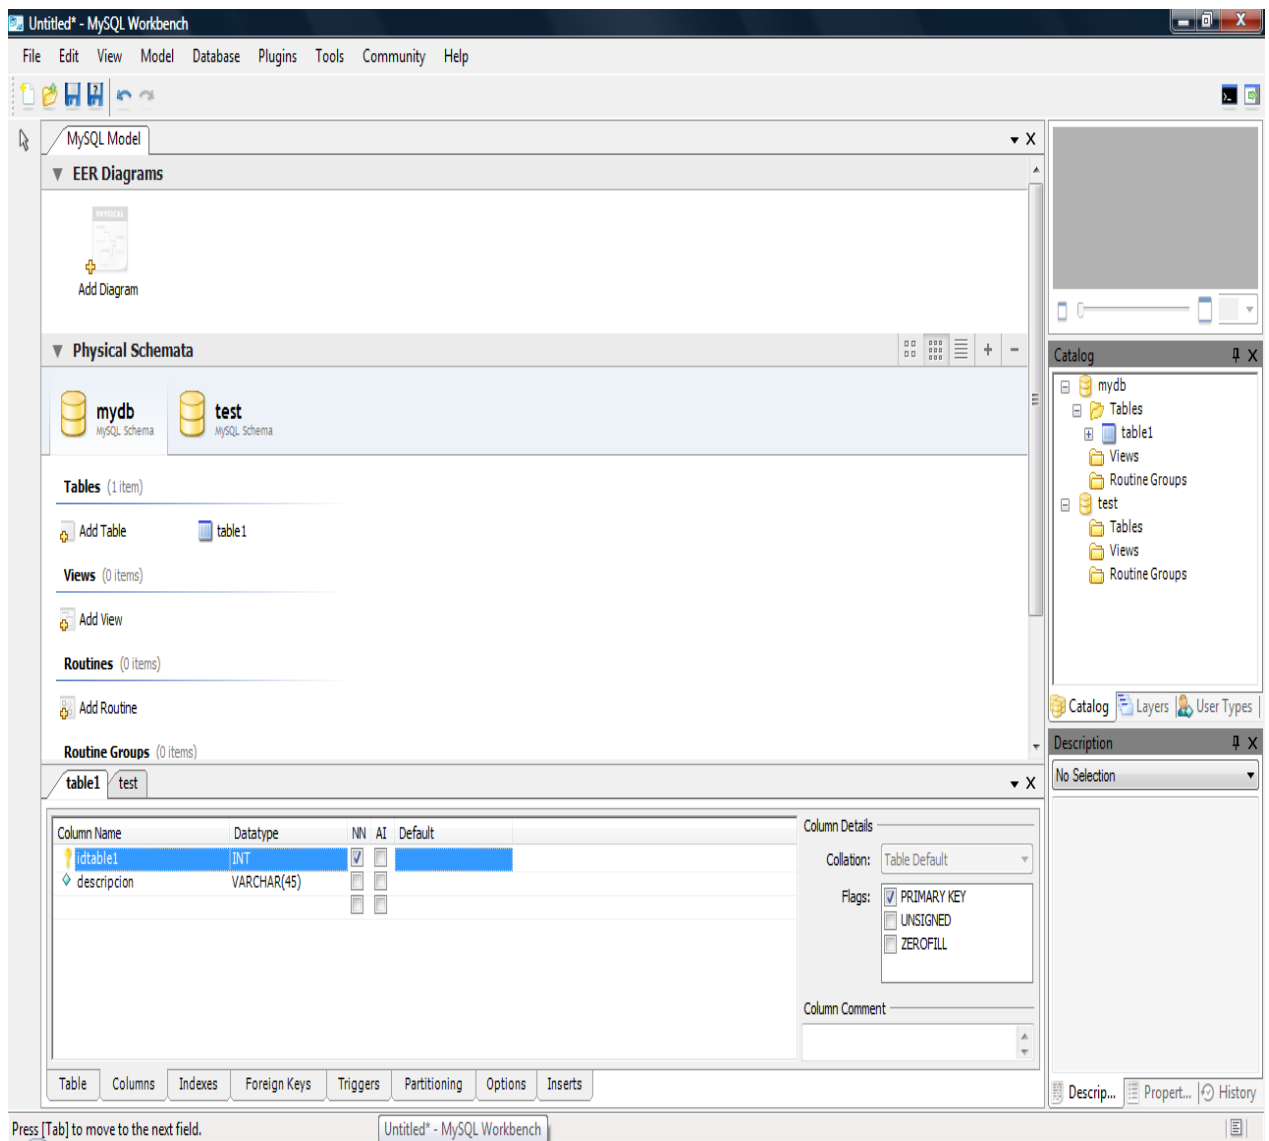 Untitled* - MySQL Workbench
File Edit View Model Database Plugins Tools Community Help
MySQL Model
EER Diagrams
PHYSICAL
Add Diagram
Physical Schemata
mydb
MySQL Schema
test
MySQL Schema
Tables (1 item)
Add Table table1
Views (0 items)
Add View
Routines (0 items)
Add Routine
Routine Groups (0 items)
Catalog
mydb
Tables
table1
Views
Routine Groups
test
Tables
Views
Routine Groups
Catalog Layers User Types
Description
No Selection
Descrip... Propert... History
table1 test
Column Name Datatype NN AI Default
idtable1 INT
descripcion VARCHAR(45)
Column Details
Collation: Table Default
Flags: PRIMARY KEY
UNSIGNED
ZEROFILL
Column Comment
Table Columns Indexes Foreign Keys Triggers Partitioning Options Inserts
Press [Tab] to move to the next field.
Untitled* - MySQL Workbench